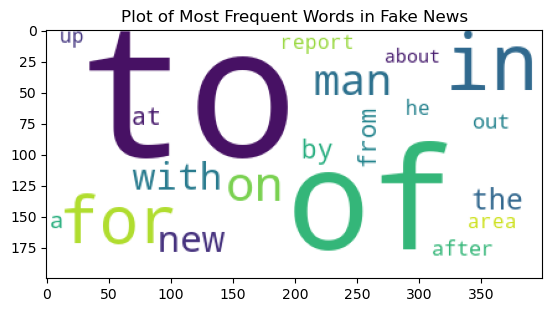 Plot of Most Frequent Words in Fake News
0
25
50
75
100
125
150
175
up
to
report
about
in
man
at
he
out
from
by
with
on
of
the
a
for
new
area
after
0 50 100 150 200 250 300 350